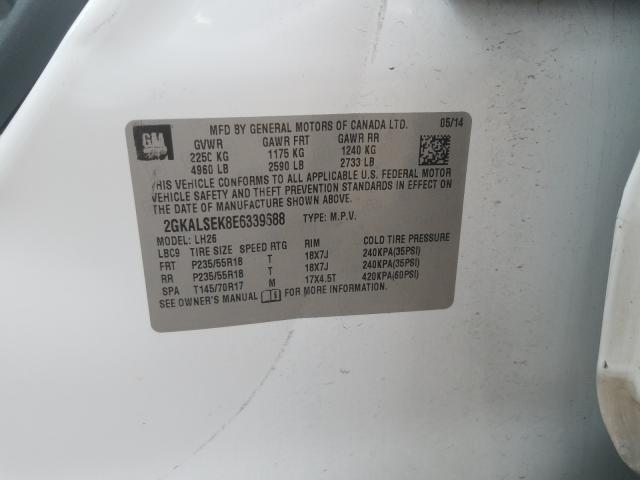 GM
MFD BY GENERAL MOTORS OF CANADA LTD. 05/14
GVWR GAWR FRT GAWR RR
2250 KG 1175 KG 1240 KG
4960 LB 2590 LB 2733 LB
THIS VEHICLE CONFORMS TO ALL APPLICABLE U.S. FEDERAL MOTOR
VEHICLE SAFETY AND THEFT PREVENTION STANDARDS IN EFFECT ON
THE DATE OF MANUFACTURE SHOWN ABOVE.
2GKALSEK8E6339688 TYPE: M.P.V.
MODEL: LH26
LBC9 TIRE SIZE SPEED RTG RIM COLD TIRE PRESSURE
FRT P235/55R18 T 18X7J 240KPA(35PSI)
RR P235/55R18 T 18X7J 240KPA(35PSI)
SPA T145/70R17 M 17X4.5T 420KPA(60PSI)
SEE OWNER'S MANUAL FOR MORE INFORMATION.